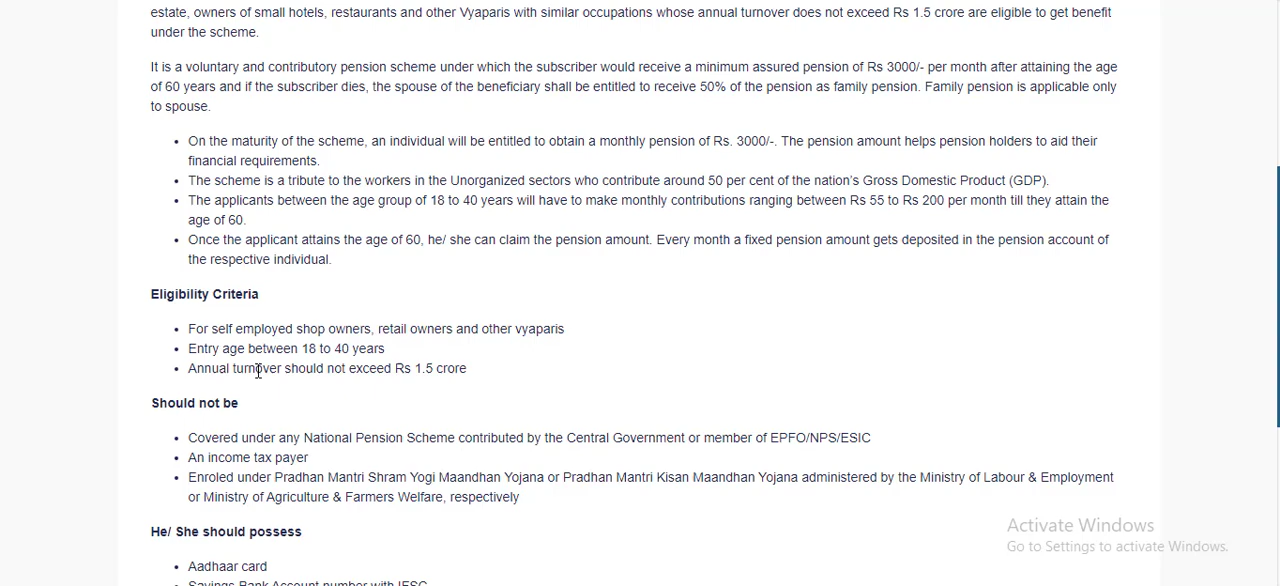 estate, owners of small hotels, restaurants and other Vyaparis with similar occupations whose annual turnover does not exceed Rs 1.5 crore are eligible to get benefit
under the scheme.
It is a voluntary and contributory pension scheme under which the subscriber would receive a minimum assured pension of Rs 3000/- per month after attaining the age
of 60 years and if the subscriber dies, the spouse of the beneficiary shall be entitled to receive 50% of the pension as family pension. Family pension is applicable only
to spouse.
• On the maturity of the scheme, an individual will be entitled to obtain a monthly pension of Rs. 3000/-. The pension amount helps pension holders to aid their
financial requirements.
• The scheme is a tribute to the workers in the Unorganized sectors who contribute around 50 per cent of the nation's Gross Domestic Product (GDP).
• The applicants between the age group of 18 to 40 years will have to make monthly contributions ranging between Rs 55 to Rs 200 per month till they attain the
age of 60.
• Once the applicant attains the age of 60, he/ she can claim the pension amount. Every month a fixed pension amount gets deposited in the pension account of
the respective individual.
Eligibility Criteria
• For self employed shop owners, retail owners and other vyaparis
• Entry age between 18 to 40 years
• Annual turnover should not exceed Rs 1.5 crore
Should not be
• Covered under any National Pension Scheme contributed by the Central Government or member of EPFO/NPS/ESIC
• An income tax payer
• Enroled under Pradhan Mantri Shram Yogi Maandhan Yojana or Pradhan Mantri Kisan Maandhan Yojana administered by the Ministry of Labour & Employment
or Ministry of Agriculture & Farmers Welfare, respectively
He/ She should possess
• Aadhaar card
• Savings Bank Account number with IFSC
Activate Windows
Go to Settings to activate Windows.